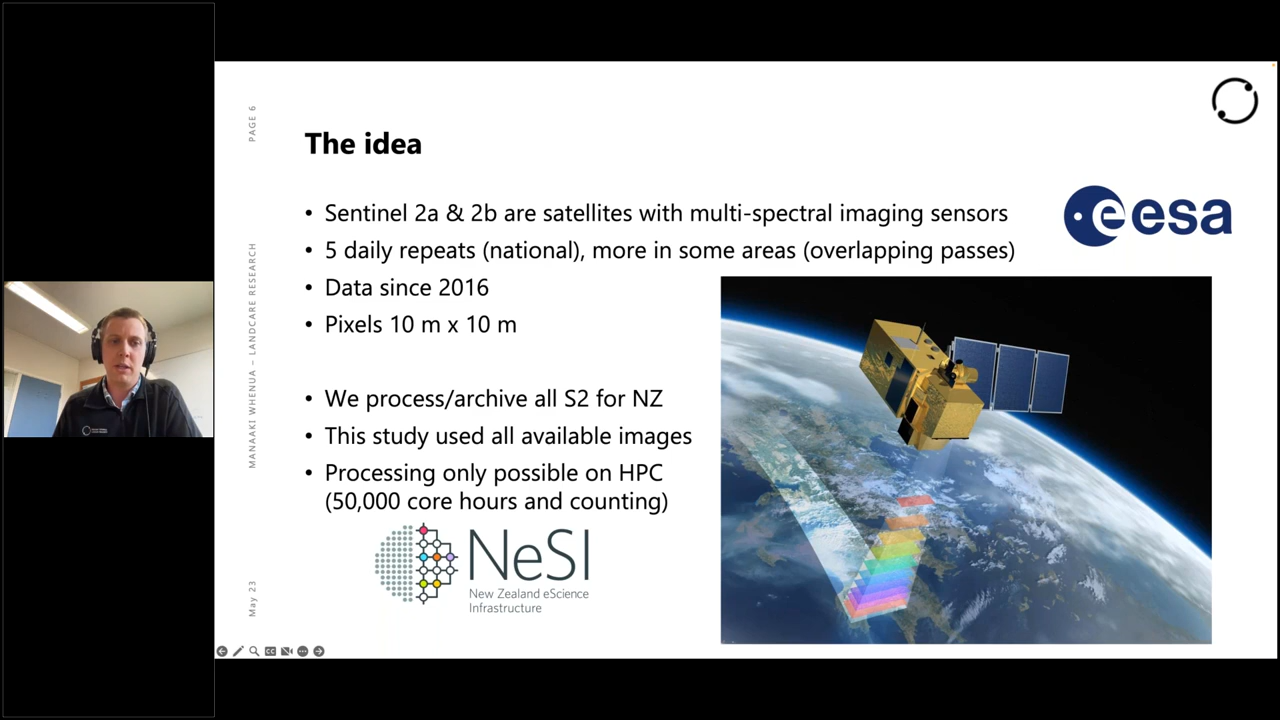 PAGE 6
The idea
• Sentinel 2a & 2b are satellites with multi-spectral imaging sensors
• 5 daily repeats (national), more in some areas (overlapping passes)
• Data since 2016
• Pixels 10 m x 10 m
• We process/archive all S2 for NZ
• This study used all available images
• Processing only possible on HPC
(50,000 core hours and counting)
eesa
MANAAKI WHENUA – LANDCARE RESEARCH
May 23
NeSI
New Zealand eScience
Infrastructure
CC